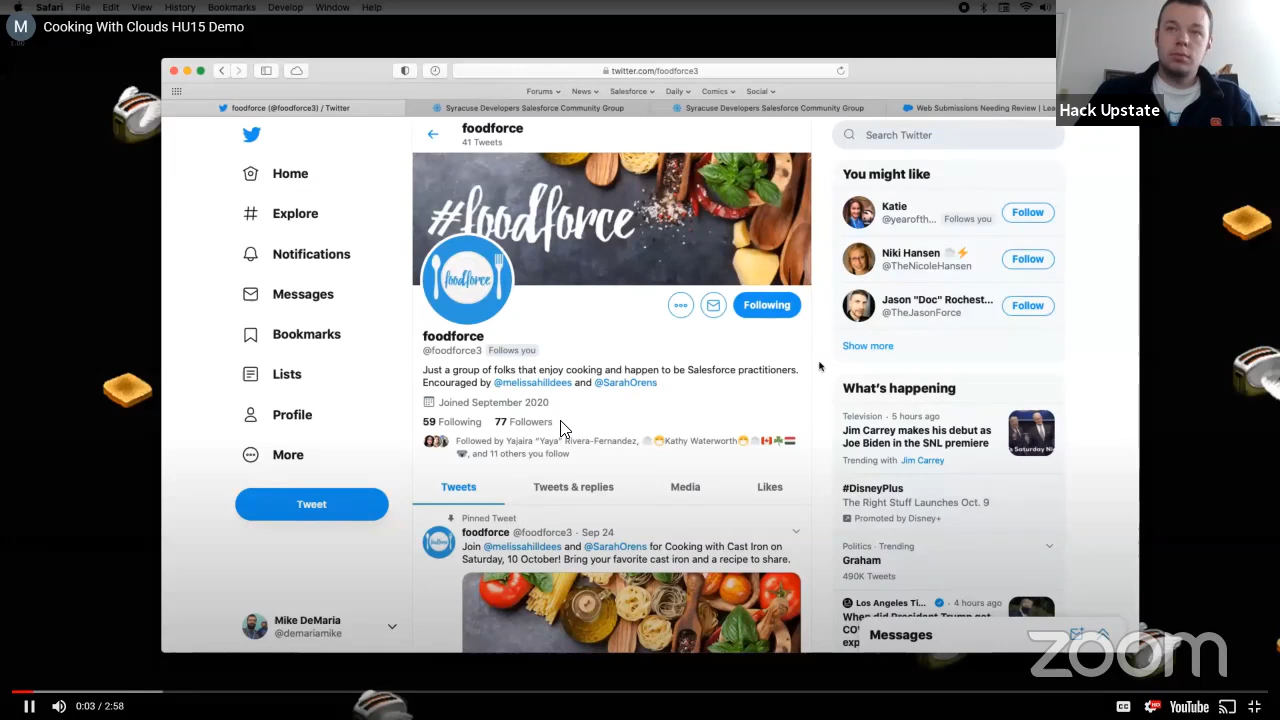 Safari File Edit View History Bookmarks Develop Window Help
M Cooking With Clouds HU15 Demo
1.00
twitter.com/foodforce3
Forums News Salesforce Daily Comics Social
foodforce (@foodforce3) / Twitter
Syracuse Developers Salesforce Community Group
Syracuse Developers Salesforce Community Group
Web Submissions Needing Review | Lea
Hack Upstate
Home
Explore
Notifications
Messages
Bookmarks
Lists
Profile
More
Tweet
Mike DeMaria
@demariamike
foodforce
41 Tweets
#foodforce
foodforce
Following
foodforce
@foodforce3 Follows you
Just a group of folks that enjoy cooking and happen to be Salesforce practitioners.
Encouraged by @melissahilldees and @SarahOrens
Joined September 2020
59 Following 77 Followers
Followed by Yajaira "Yaya" Rivera-Fernandez, Kathy Waterworth
, and 11 others you follow
Tweets Tweets & replies Media Likes
Pinned Tweet
foodforce @foodforce3 · Sep 24
Join @melissahilldees and @SarahOrens for Cooking with Cast Iron on
Saturday, 10 October! Bring your favorite cast iron and a recipe to share.
Search Twitter
You might like
Katie
@yearofth... Follows you
Follow
Niki Hansen
@TheNicoleHansen
Follow
Jason "Doc" Rochest...
@TheJasonForce
Follow
Show more
What's happening
Television · 5 hours ago
Jim Carrey makes his debut as
Joe Biden in the SNL premiere
Trending with Jim Carrey
#DisneyPlus
The Right Stuff Launches Oct. 9
Promoted by Disney+
Politics · Trending
Graham
490K Tweets
Los Angeles Ti... · 4 hours ago
When did President Trump get
Messages
zoom
0:03 / 2:58
CC HD YouTube